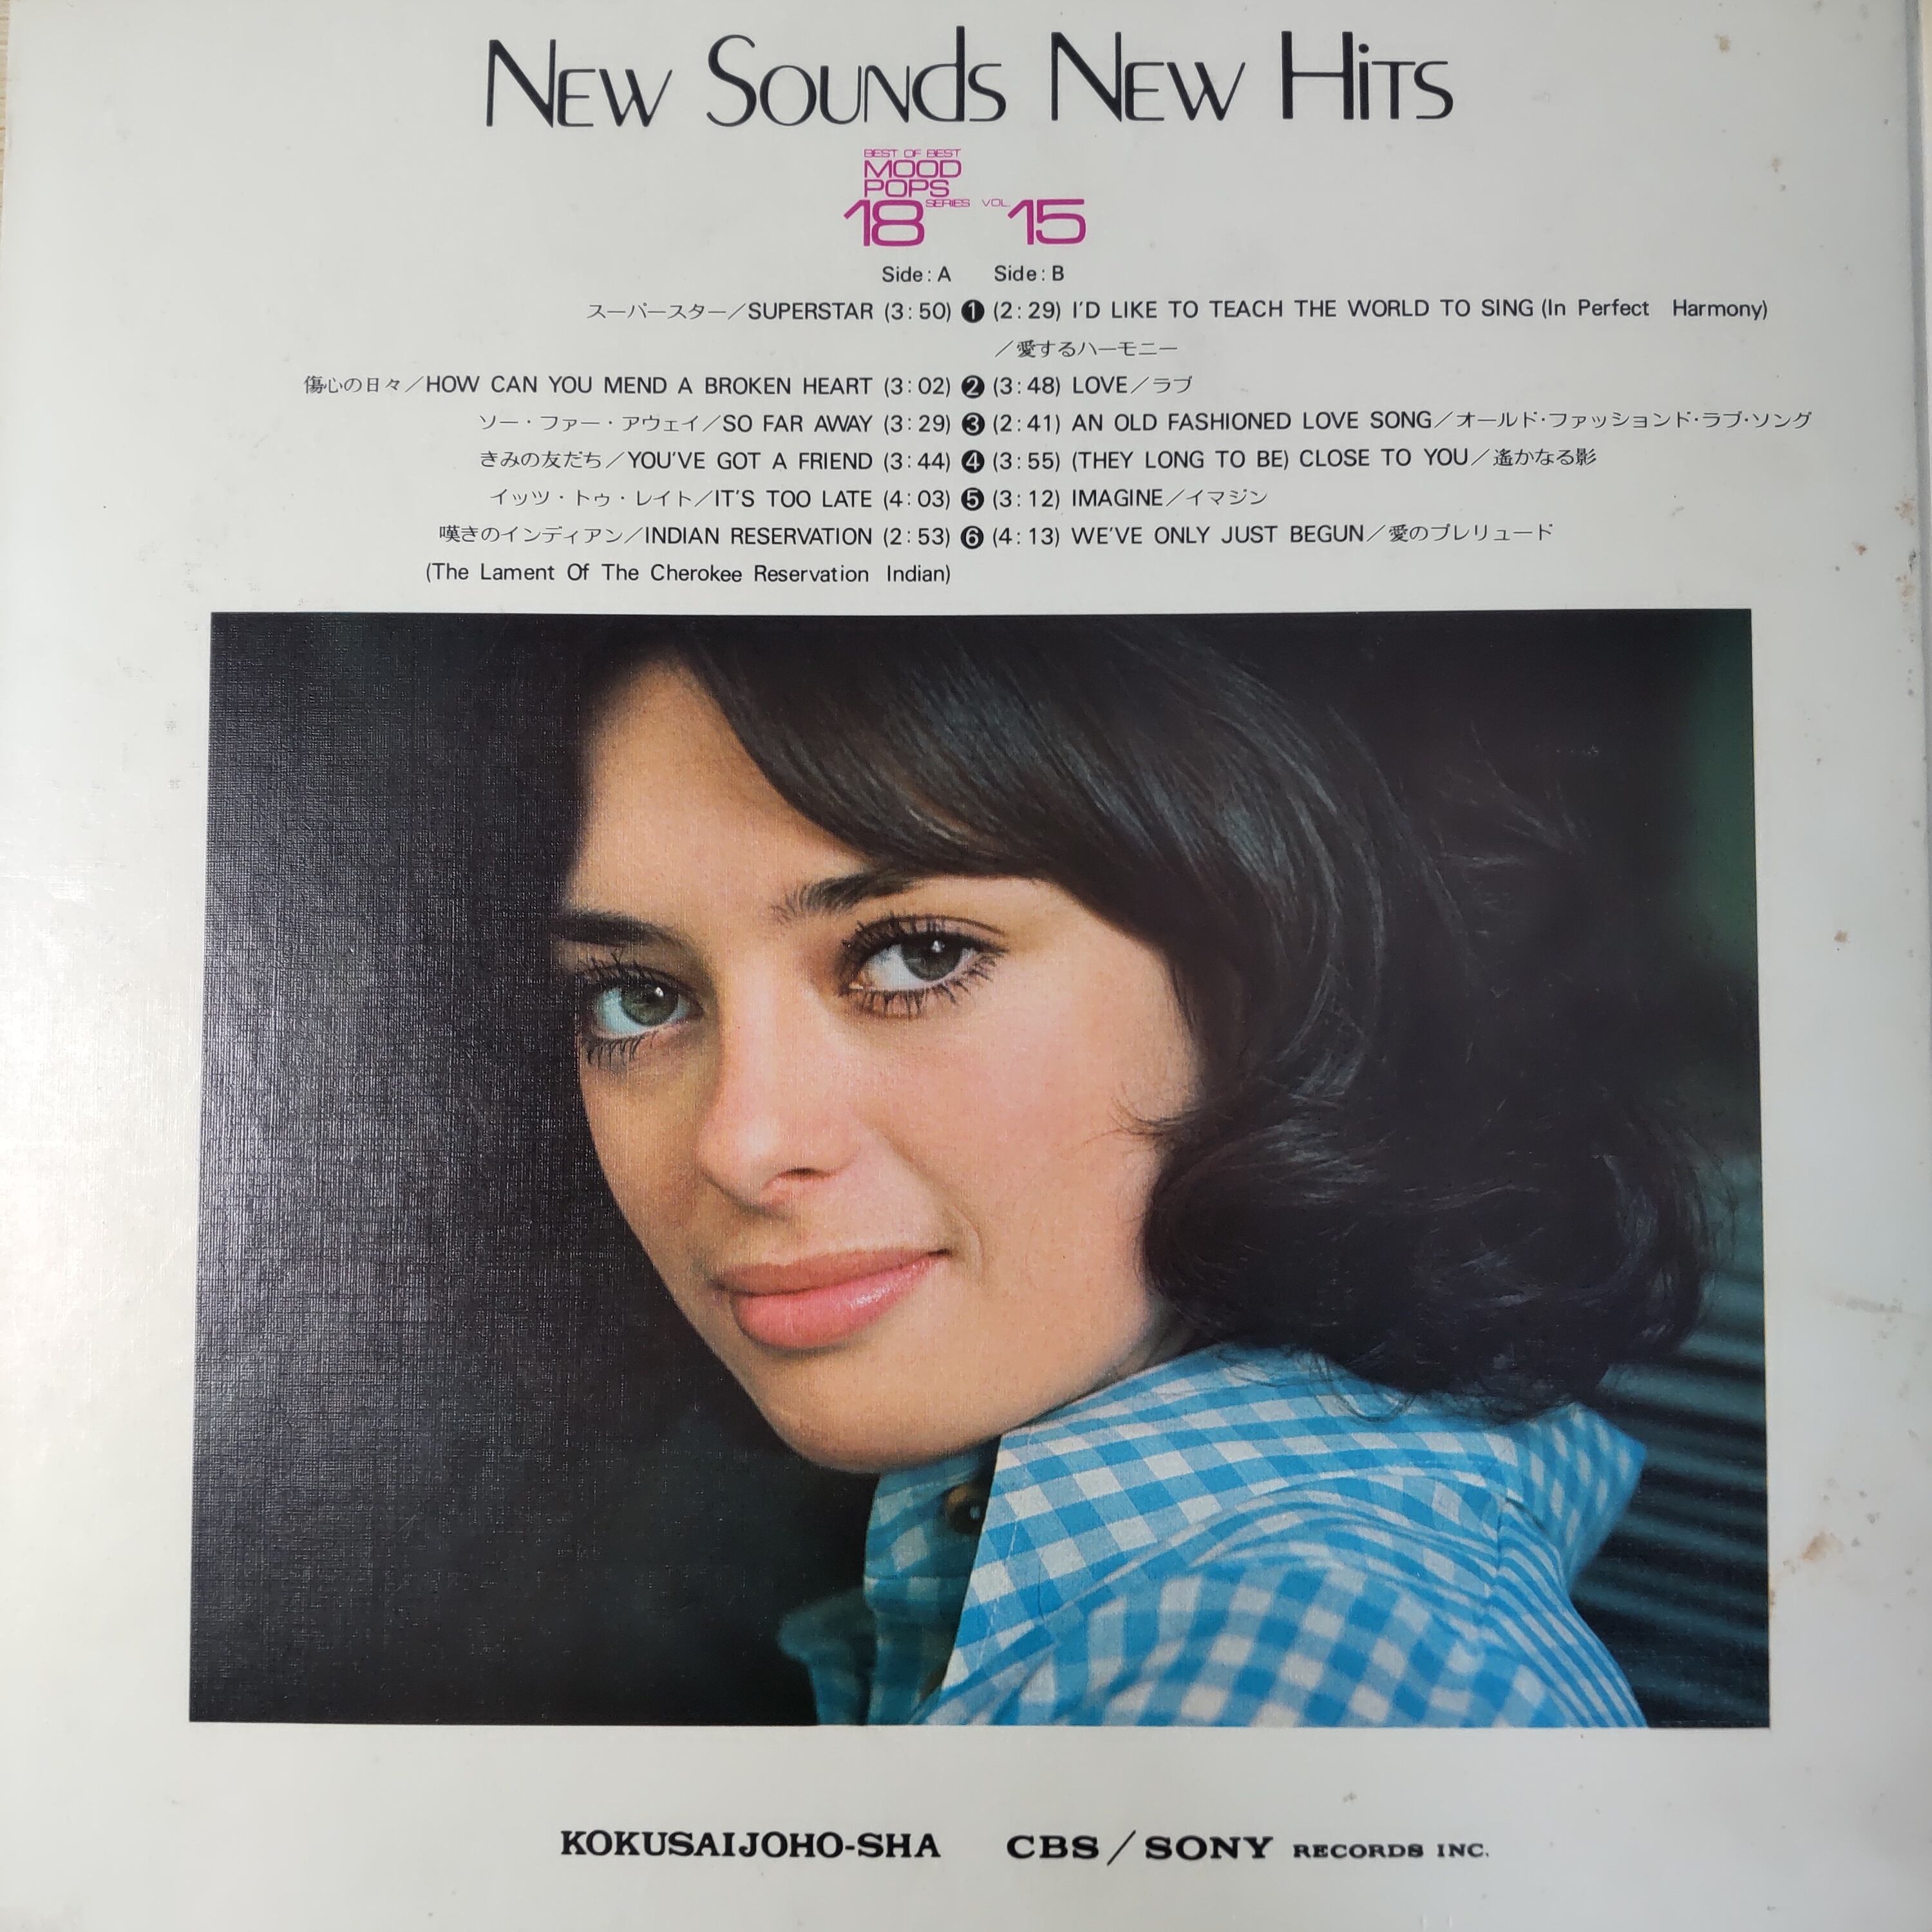 NEW SOUNdS NEW HiTS
BEST OF BEST
MOOD
POPS
18 SERIES VOL. 15
Side: A Side: B
スーパースター／SUPERSTAR (3:50) ❶ (2:29) I'D LIKE TO TEACH THE WORLD TO SING (In Perfect Harmony)
／愛するハーモニー
傷心の日々／HOW CAN YOU MEND A BROKEN HEART (3:02) ❷ (3:48) LOVE／ラブ
ソー・ファー・アウェイ／SO FAR AWAY (3:29) ❸ (2:41) AN OLD FASHIONED LOVE SONG／オールド・ファッションド・ラブ・ソング
きみの友だち／YOU'VE GOT A FRIEND (3:44) ❹ (3:55) (THEY LONG TO BE) CLOSE TO YOU／遙かなる影
イッツ・トゥ・レイト／IT'S TOO LATE (4:03) ❺ (3:12) IMAGINE／イマジン
嘆きのインディアン／INDIAN RESERVATION (2:53) ❻ (4:13) WE'VE ONLY JUST BEGUN／愛のプレリュード
(The Lament Of The Cherokee Reservation Indian)
KOKUSAIJOHO-SHA CBS／SONY RECORDS INC.